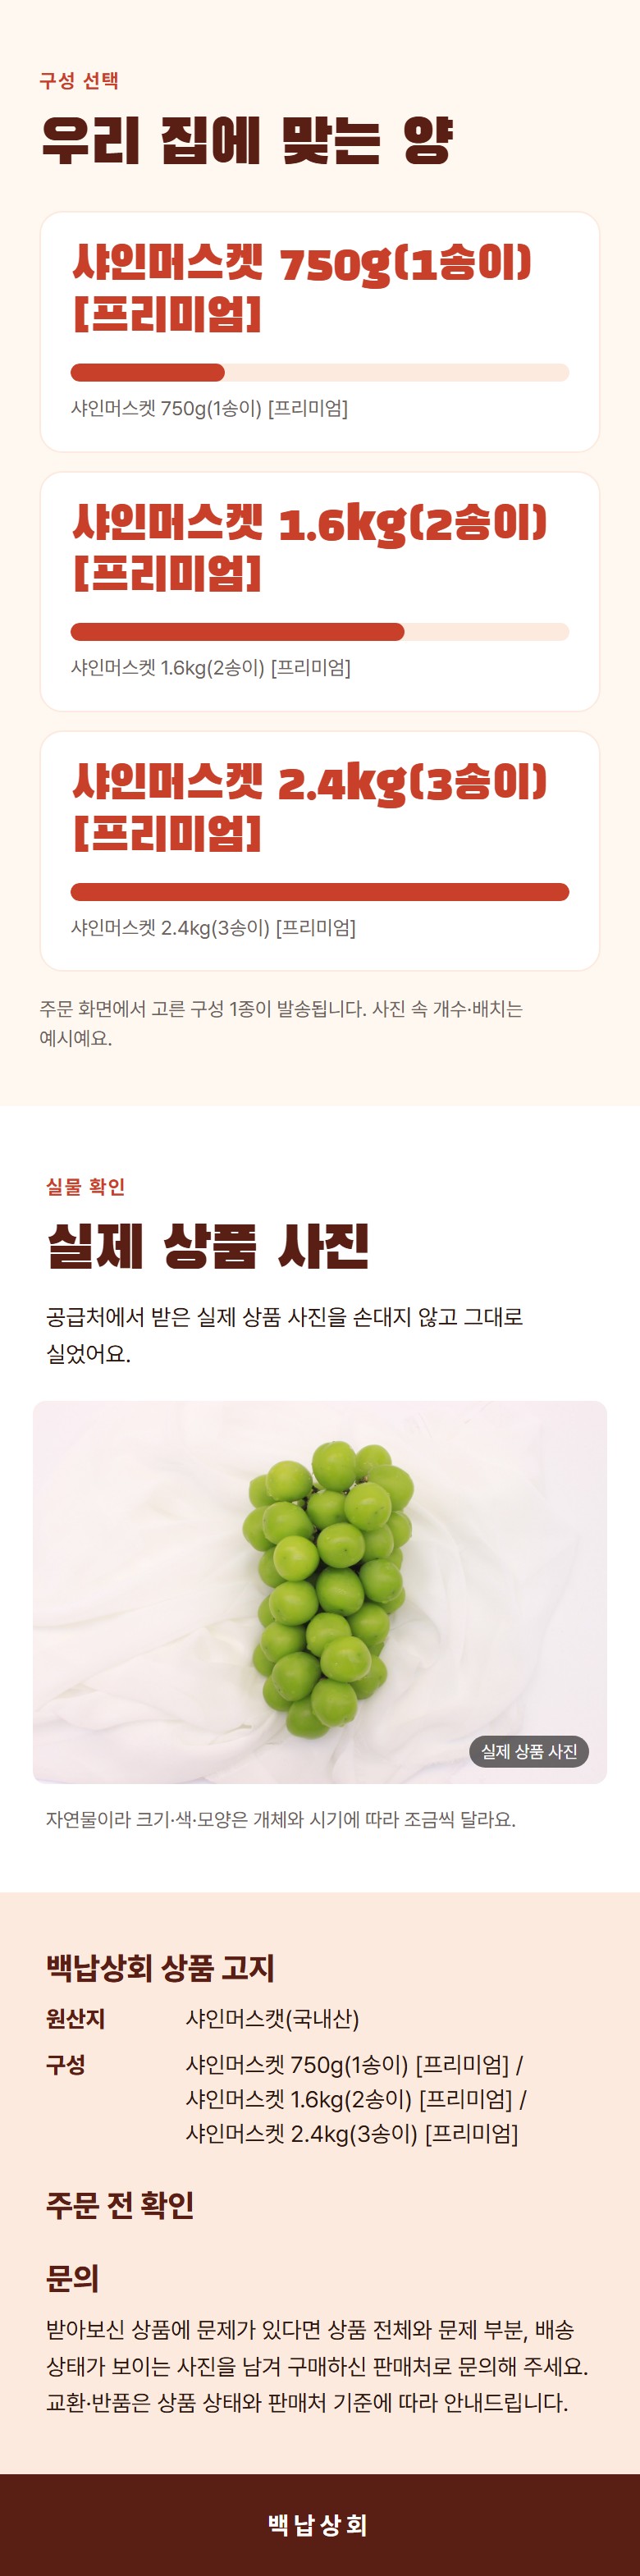 구성 선택
우리 집에 맞는 양
샤인머스켓 750g(1송이)
[프리미엄]
샤인머스켓 750g(1송이) [프리미엄]
샤인머스켓 1.6kg(2송이)
[프리미엄]
샤인머스켓 1.6kg(2송이) [프리미엄]
샤인머스켓 2.4kg(3송이)
[프리미엄]
샤인머스켓 2.4kg(3송이) [프리미엄]
주문 화면에서 고른 구성 1종이 발송됩니다. 사진 속 개수·배치는
예시예요.
실물 확인
실제 상품 사진
공급처에서 받은 실제 상품 사진을 손대지 않고 그대로
실었어요.
실제 상품 사진
자연물이라 크기·색·모양은 개체와 시기에 따라 조금씩 달라요.
백납상회 상품 고지
원산지 샤인머스캣(국내산)
구성 샤인머스켓 750g(1송이) [프리미엄] /
샤인머스켓 1.6kg(2송이) [프리미엄] /
샤인머스켓 2.4kg(3송이) [프리미엄]
주문 전 확인
문의
받아보신 상품에 문제가 있다면 상품 전체와 문제 부분, 배송
상태가 보이는 사진을 남겨 구매하신 판매처로 문의해 주세요.
교환·반품은 상품 상태와 판매처 기준에 따라 안내드립니다.
백납상회